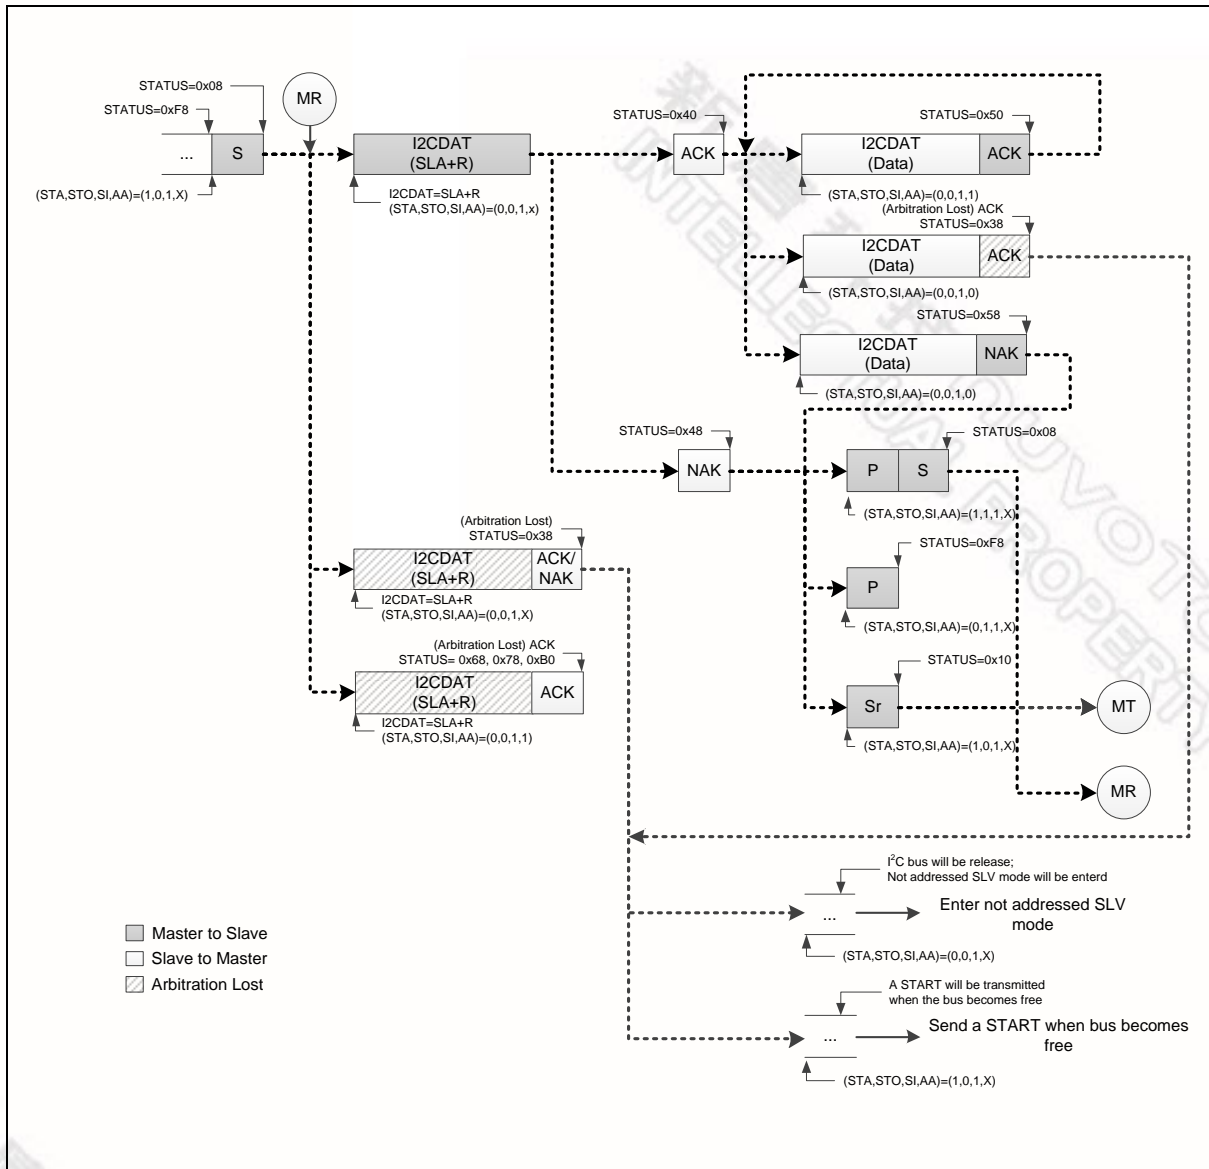 STATUS=0x08
STATUS=0xF8
MR
...
S
(STA,STO,SI,AA)=(1,0,1,X)
I2CDAT
(SLA+R)
I2CDAT=SLA+R
(STA,STO,SI,AA)=(0,0,1,x)
STATUS=0x40
ACK
STATUS=0x50
I2CDAT
(Data)
ACK
(STA,STO,SI,AA)=(0,0,1,1)
(Arbitration Lost) ACK
STATUS=0x38
I2CDAT
(Data)
ACK
(STA,STO,SI,AA)=(0,0,1,0)
STATUS=0x58
I2CDAT
(Data)
NAK
(STA,STO,SI,AA)=(0,0,1,0)
STATUS=0x48
NAK
STATUS=0x08
P
S
(STA,STO,SI,AA)=(1,1,1,X)
STATUS=0xF8
P
(STA,STO,SI,AA)=(0,1,1,X)
STATUS=0x10
Sr
(STA,STO,SI,AA)=(1,0,1,X)
MT
MR
(Arbitration Lost)
STATUS=0x38
I2CDAT
(SLA+R)
ACK/
NAK
I2CDAT=SLA+R
(STA,STO,SI,AA)=(0,0,1,X)
(Arbitration Lost) ACK
STATUS= 0x68, 0x78, 0xB0
I2CDAT
(SLA+R)
ACK
I2CDAT=SLA+R
(STA,STO,SI,AA)=(0,0,1,1)
I²C bus will be release;
Not addressed SLV mode will be enterd
...
Enter not addressed SLV
mode
(STA,STO,SI,AA)=(0,0,1,X)
A START will be transmitted
when the bus becomes free
...
Send a START when bus becomes
free
(STA,STO,SI,AA)=(1,0,1,X)
Master to Slave
Slave to Master
Arbitration Lost
NUVOTO
INTELLECTUAL PROPERTY